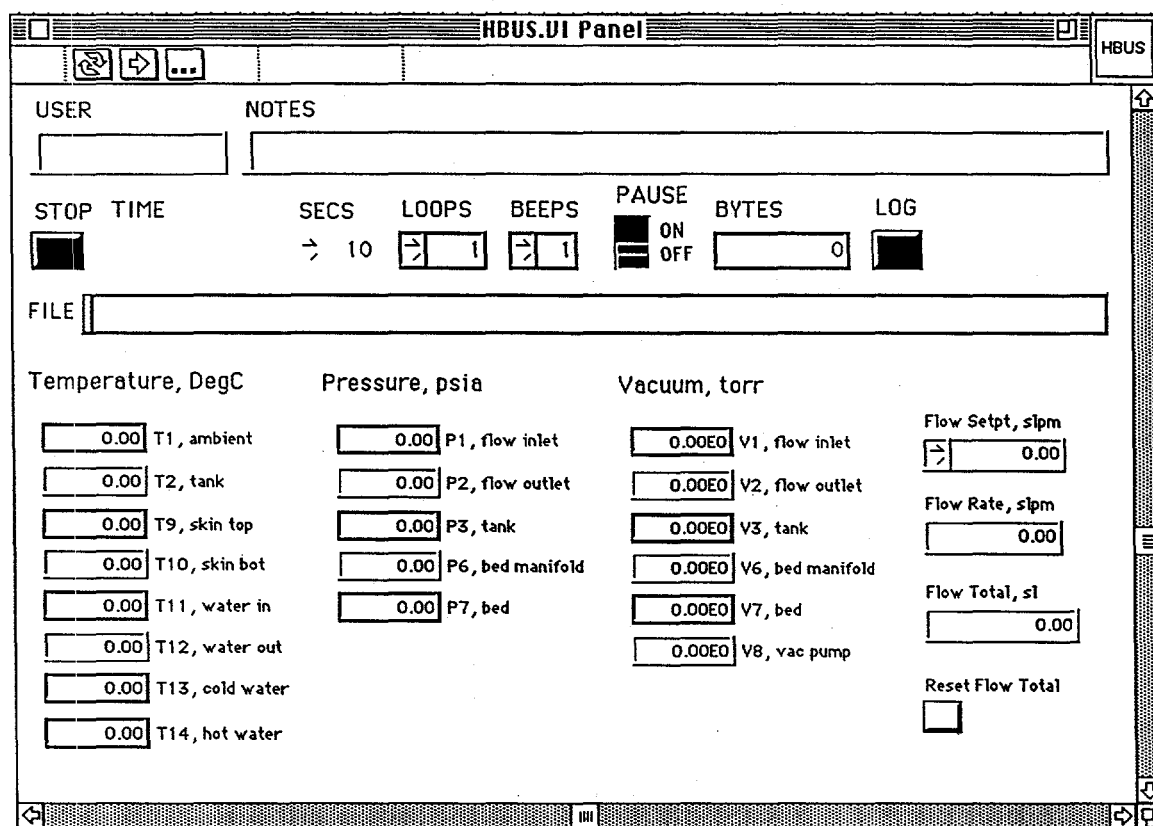 HBUS.VI Panel
HBUS
...
USER NOTES
STOP TIME SECS LOOPS BEEPS PAUSE BYTES LOG
10 1 1 ON OFF 0
FILE
Temperature, DegC
0.00 T1, ambient
0.00 T2, tank
0.00 T9, skin top
0.00 T10, skin bot
0.00 T11, water in
0.00 T12, water out
0.00 T13, cold water
0.00 T14, hot water
Pressure, psia
0.00 P1, flow inlet
0.00 P2, flow outlet
0.00 P3, tank
0.00 P6, bed manifold
0.00 P7, bed
Vacuum, torr
0.00E0 V1, flow inlet
0.00E0 V2, flow outlet
0.00E0 V3, tank
0.00E0 V6, bed manifold
0.00E0 V7, bed
0.00E0 V8, vac pump
Flow Setpt, slpm
0.00
Flow Rate, slpm
0.00
Flow Total, sl
0.00
Reset Flow Total